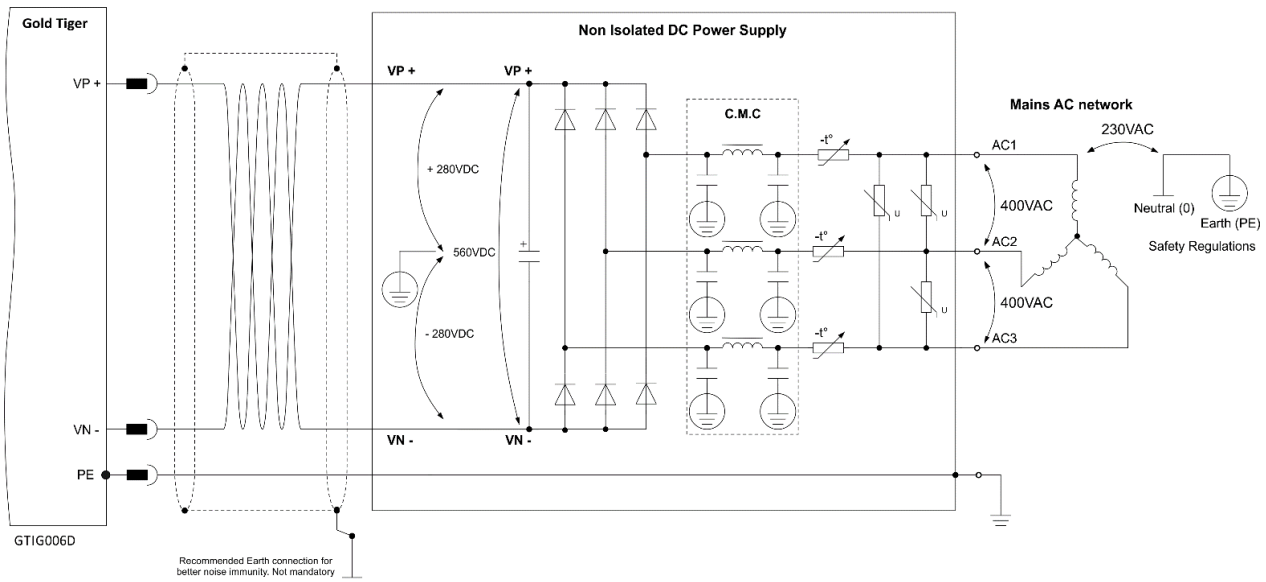 Gold Tiger
Non Isolated DC Power Supply
VP +
VP +
VP +
C.M.C
Mains AC network
230VAC
-t°
AC1
+ 280VDC
U
U
400VAC
Neutral (0)
Earth (PE)
Safety Regulations
-t°
AC2
+
560VDC
400VAC
U
- 280VDC
-t°
AC3
VN -
VN -
VN -
PE
GTIG006D
Recommended Earth connection for
better noise immunity. Not mandatory